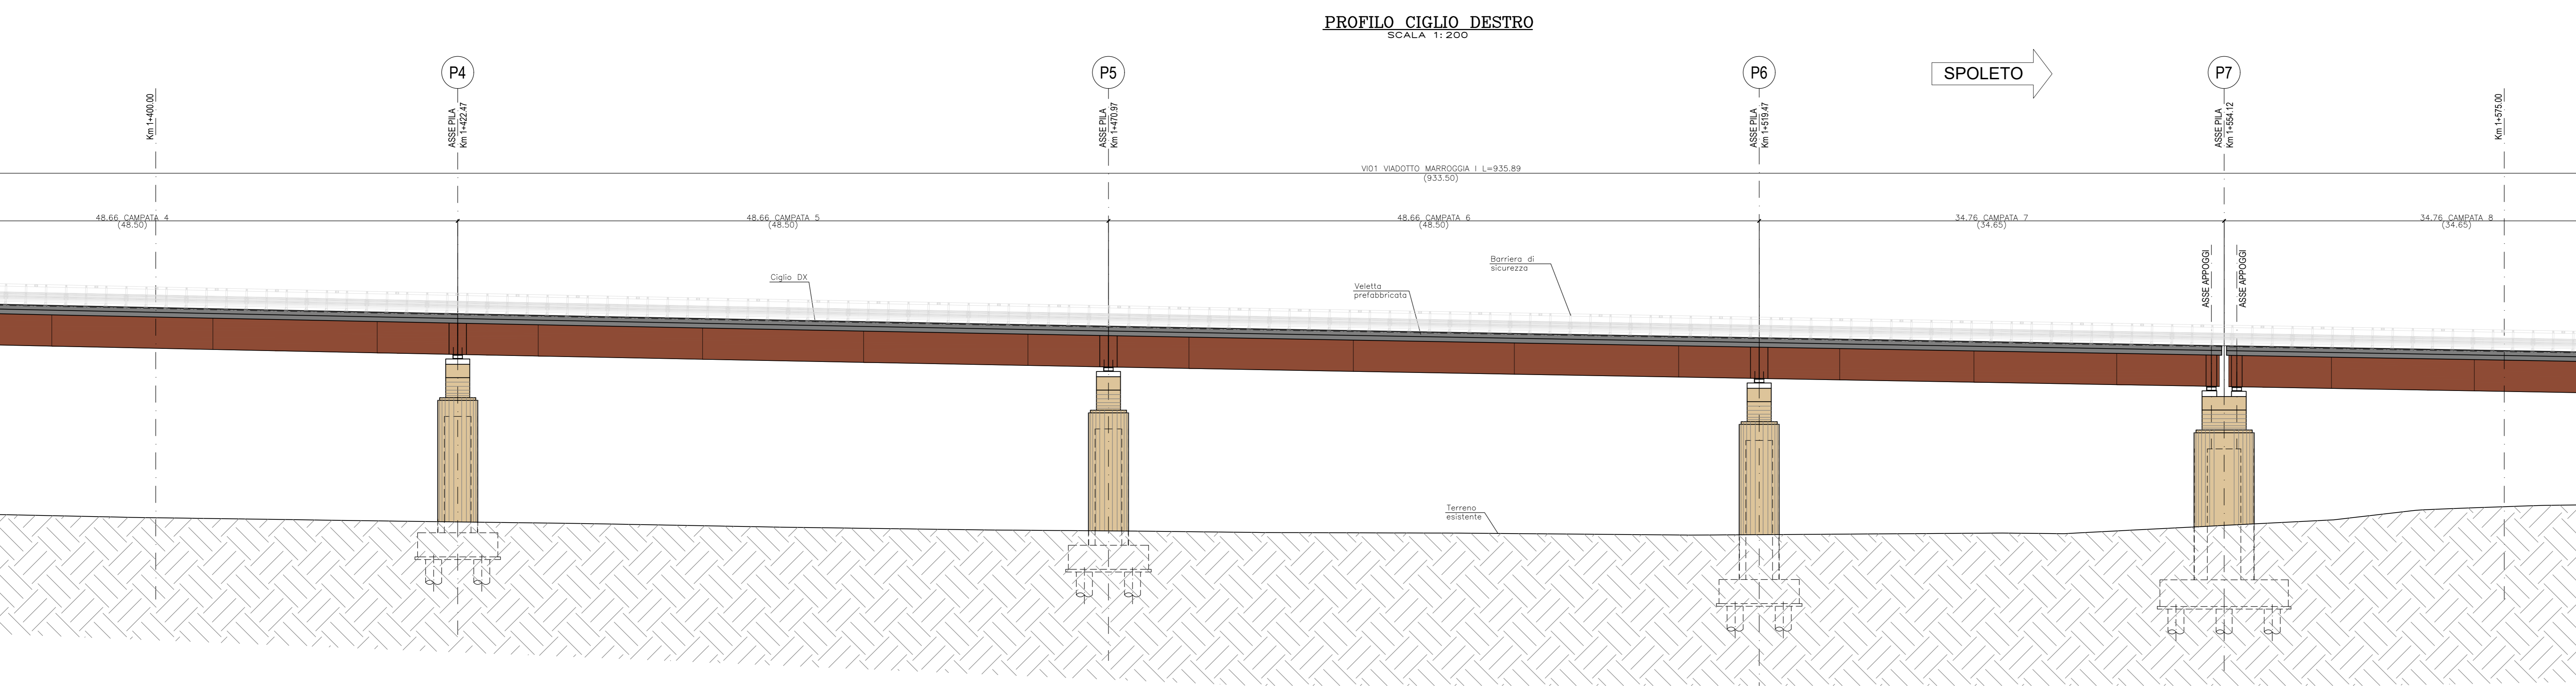 PROFILO CIGLIO DESTRO
SCALA 1:200
P4
P5
P6
SPOLETO
P7
Km 1+400.00
ASSE PILA
Km 1+422.47
ASSE PILA
Km 1+470.97
ASSE PILA
Km 1+519.47
ASSE PILA
Km 1+554.12
Km 1+575.00
VI01 VIADOTTO MARROGGIA I L=935.89
(933.50)
48.66 CAMPATA 4
(48.50)
48.66 CAMPATA 5
(48.50)
48.66 CAMPATA 6
(48.50)
34.76 CAMPATA 7
(34.65)
34.76 CAMPATA 8
(34.65)
Ciglio DX
Veletta
prefabbricata
Barriera di
sicurezza
ASSE APPOGGI
ASSE APPOGGI
Terreno
esistente